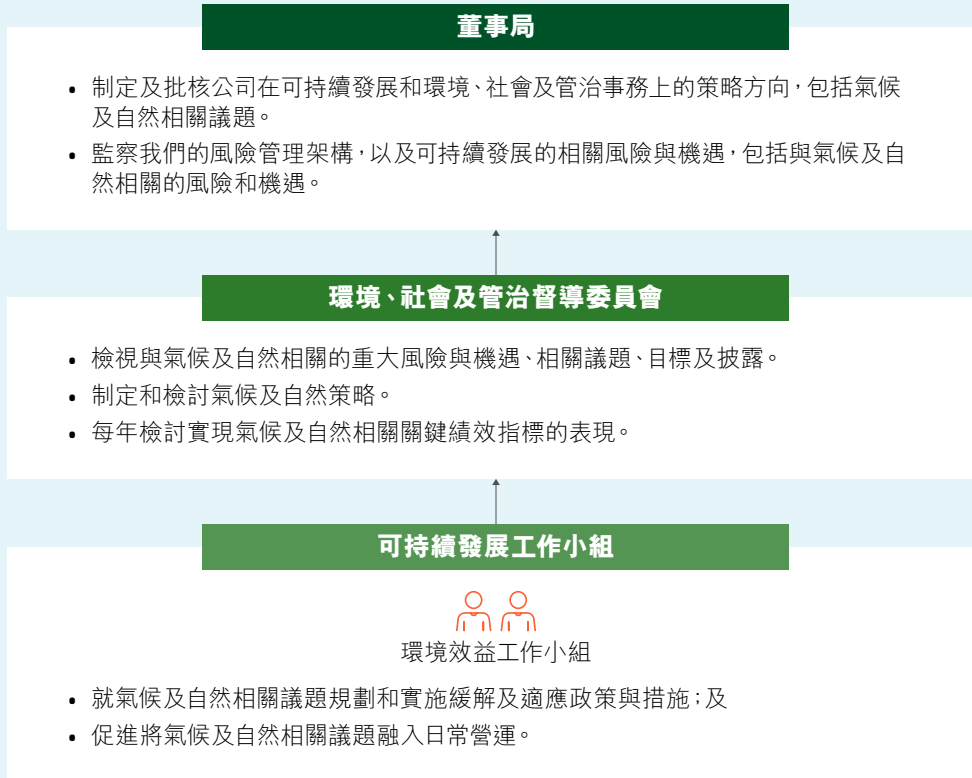 董事局
• 制定及批核公司在可持續發展和環境、社會及管治事務上的策略方向，包括氣候
及自然相關議題。
• 監察我們的風險管理架構，以及可持續發展的相關風險與機遇，包括與氣候及自
然相關的風險和機遇。
環境、社會及管治督導委員會
• 檢視與氣候及自然相關的重大風險與機遇、相關議題、目標及披露。
• 制定和檢討氣候及自然策略。
• 每年檢討實現氣候及自然相關關鍵績效指標的表現。
可持續發展工作小組
環境效益工作小組
• 就氣候及自然相關議題規劃和實施緩解及適應政策與措施；及
• 促進將氣候及自然相關議題融入日常營運。